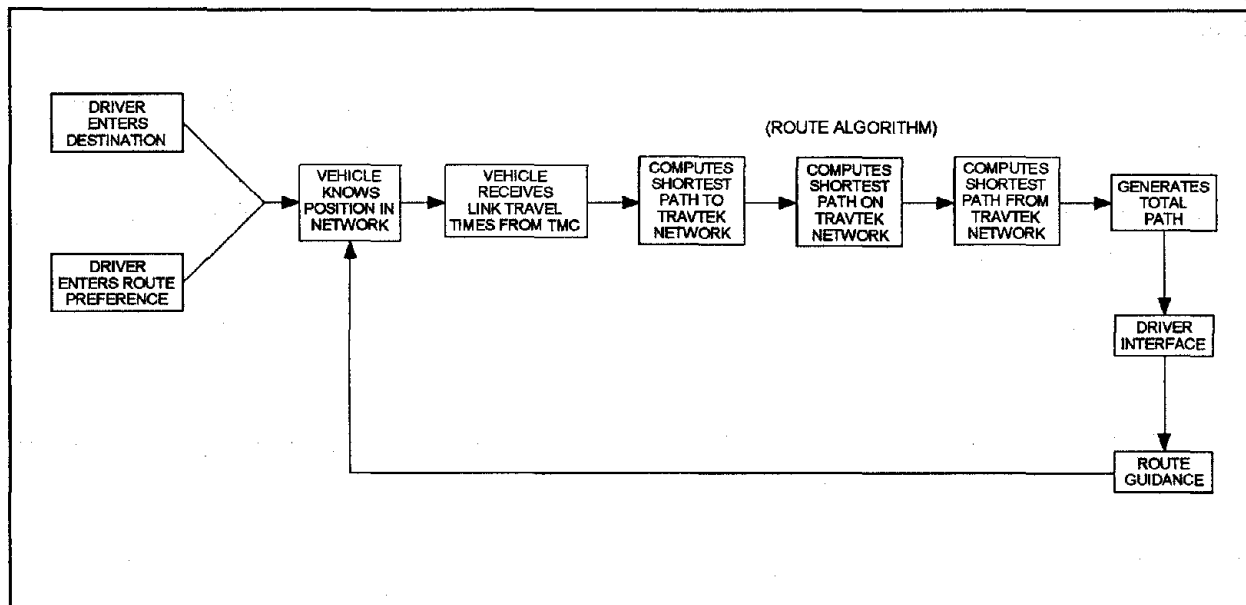 DRIVER
ENTERS
DESTINATION
DRIVER
ENTERS ROUTE
PREFERENCE
VEHICLE
KNOWS
POSITION IN
NETWORK
VEHICLE
RECEIVES
LINK TRAVEL
TIMES FROM TMC
(ROUTE ALGORITHM)
COMPUTES
SHORTEST
PATH TO
TRAVTEK
NETWORK
COMPUTES
SHORTEST
PATH ON
TRAVTEK
NETWORK
COMPUTES
SHORTEST
PATH FROM
TRAVTEK
NETWORK
GENERATES
TOTAL
PATH
DRIVER
INTERFACE
ROUTE
GUIDANCE